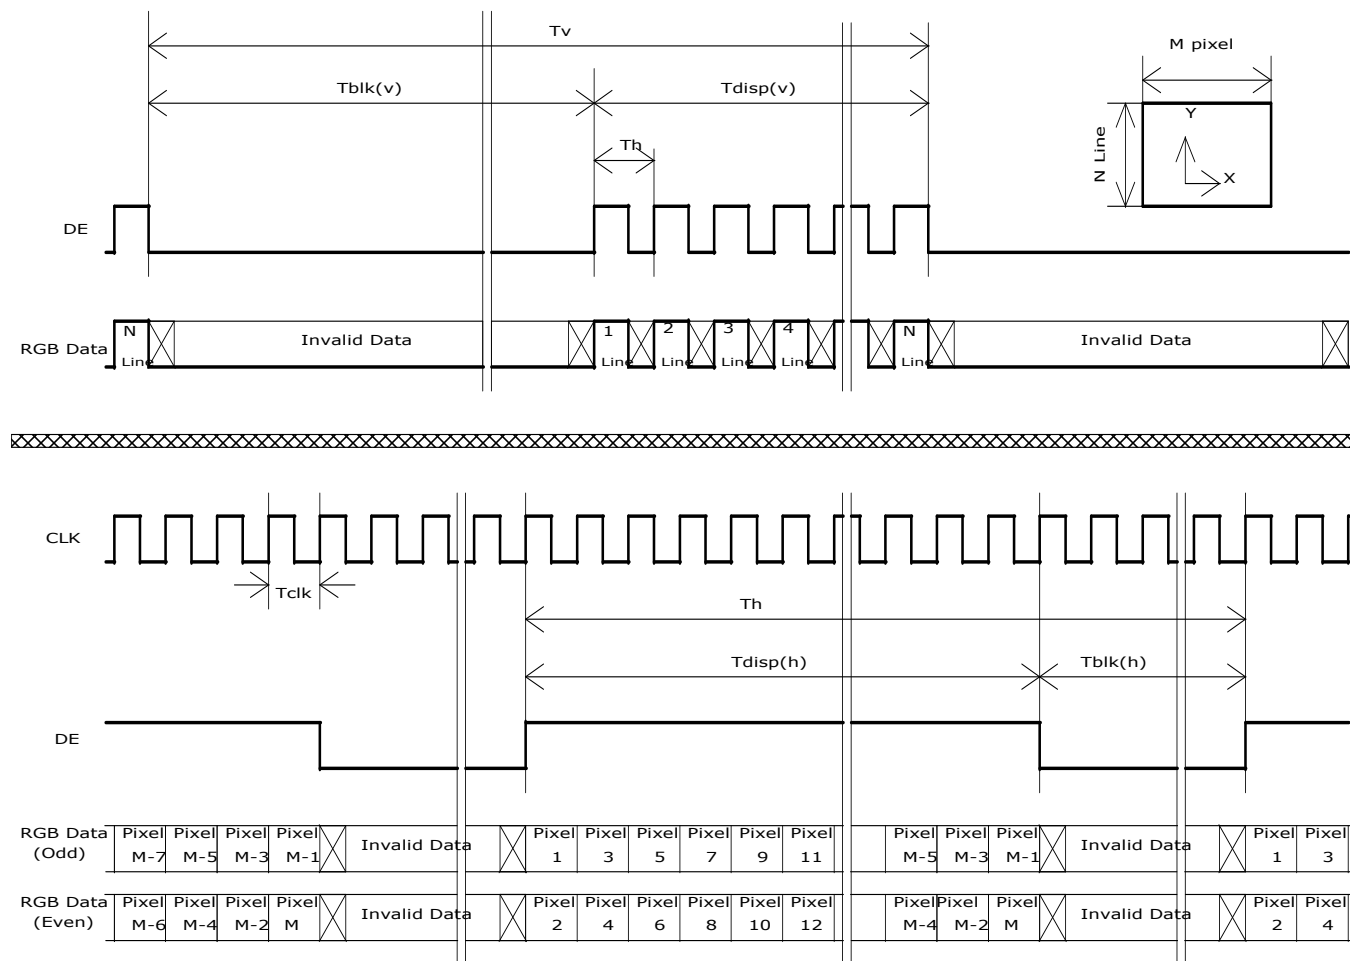 Tv
M pixel
Tblk(v) Tdisp(v)
Y
N Line
Th
X
DE
N 1 2 3 4 N
RGB Data Invalid Data Invalid Data
Line Line Line Line Line Line
CLK
Tclk
Th
Tdisp(h) Tblk(h)
DE
RGB Data Pixel Pixel Pixel Pixel Pixel Pixel Pixel Pixel Pixel Pixel Pixel Pixel Pixel Pixel Pixel
(Odd) M-7 M-5 M-3 M-1 Invalid Data 1 3 5 7 9 11 M-5 M-3 M-1 Invalid Data 1 3
RGB Data Pixel Pixel Pixel Pixel Pixel Pixel Pixel Pixel Pixel Pixel Pixel Pixel Pixel Pixel Pixel
(Even) M-6 M-4 M-2 M Invalid Data 2 4 6 8 10 12 M-4 M-2 M Invalid Data 2 4